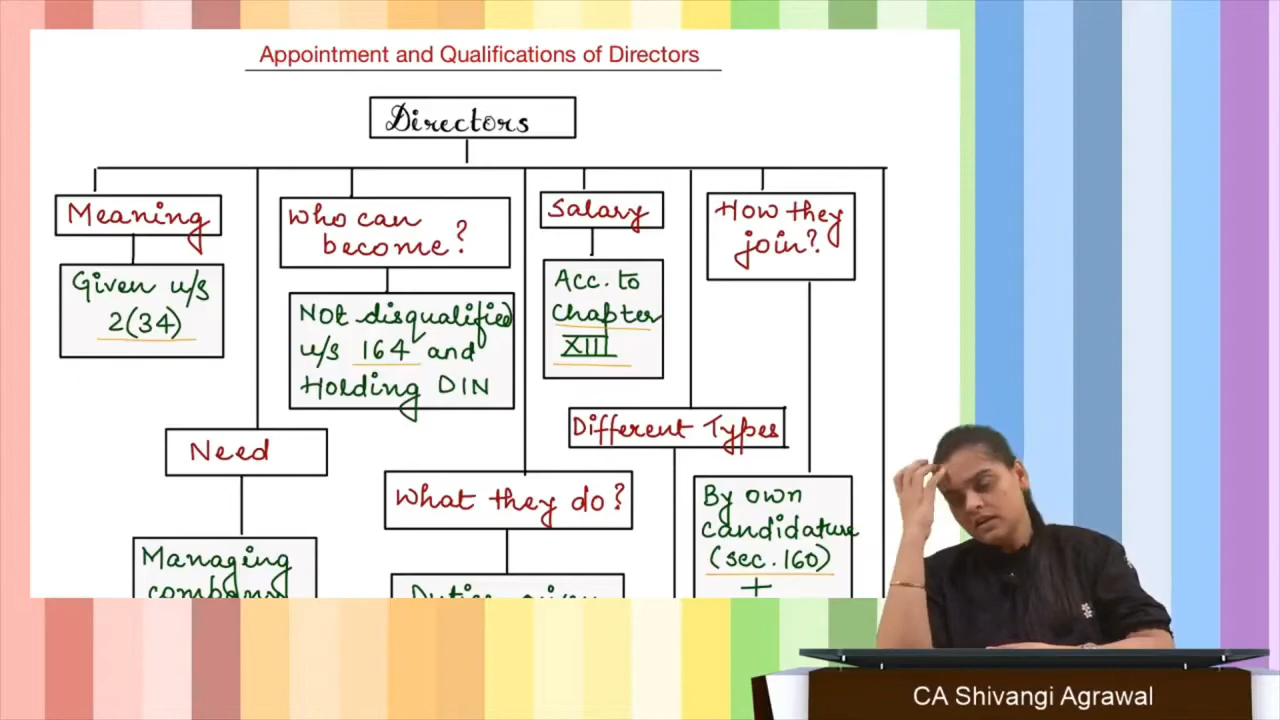 Appointment and Qualifications of Directors
Directors
Meaning
Given u/s
2(34)
Need
Managing
company
Who can
become?
Not disqualified
u/s 164 and
Holding DIN
What they do?
Duties given
Salary
Acc. to
Chapter
XIII
Different Types
How they
join?
By own
candidature
(sec. 160)
+
CA Shivangi Agrawal